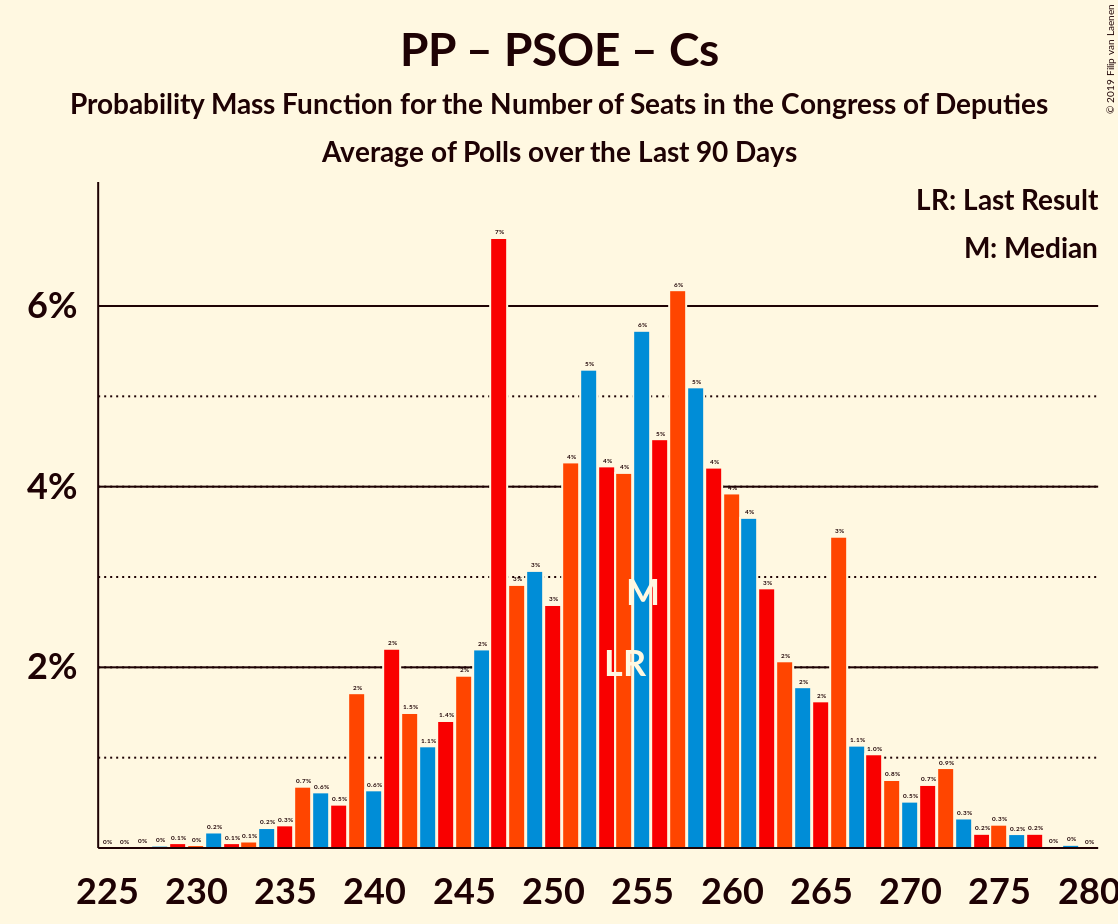 PP – PSOE – Cs
Probability Mass Function for the Number of Seats in the Congress of Deputies
Average of Polls over the Last 90 Days
© 2019 Filip van Laenen
LR: Last Result
M: Median
6%
4%
2%
0% 0% 0% 0% 0.1% 0% 0.2% 0.1% 0.1% 0.2% 0.3% 0.7% 0.6% 0.5% 2% 0.6% 2% 1.5% 1.1% 1.4% 2% 2% 7% 3% 3% 3% 4% 5% 4% 4% 6% 5% 6% 5% 4% 4% 4% 3% 2% 2% 2% 3% 1.1% 1.0% 0.8% 0.5% 0.7% 0.9% 0.3% 0.2% 0.3% 0.2% 0.2% 0% 0% 0%
M
LR
225 230 235 240 245 250 255 260 265 270 275 280